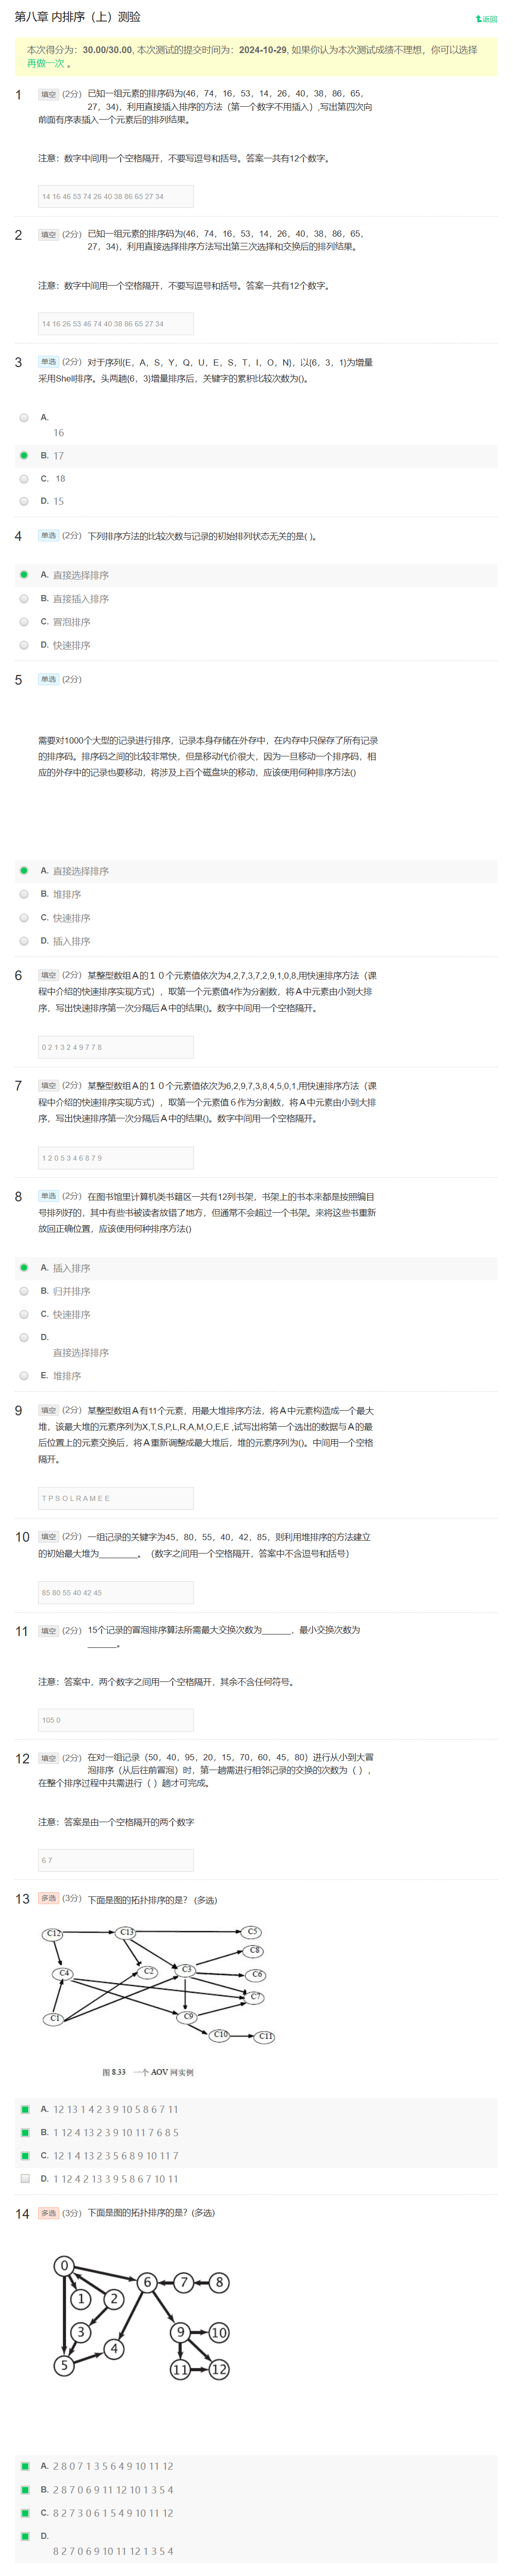 第八章 内排序（上）测验
返回
本次得分为：30.00/30.00, 本次测试的提交时间为：2024-10-29, 如果你认为本次测试成绩不理想，你可以选择
再做一次 。
1 填空 (2分) 已知一组元素的排序码为(46，74，16，53，14，26，40，38，86，65，
27，34)，利用直接插入排序的方法（第一个数字不用插入）,写出第四次向
前面有序表插入一个元素后的排列结果。
注意：数字中间用一个空格隔开，不要写逗号和括号。答案一共有12个数字。
14 16 46 53 74 26 40 38 86 65 27 34
2 填空 (2分) 已知一组元素的排序码为(46，74，16，53，14，26，40，38，86，65，
27，34)，利用直接选择排序方法写出第三次选择和交换后的排列结果。
注意：数字中间用一个空格隔开，不要写逗号和括号。答案一共有12个数字。
14 16 26 53 46 74 40 38 86 65 27 34
3 单选 (2分) 对于序列{E，A，S，Y，Q，U，E，S，T，I，O，N}，以{6，3，1}为增量
采用Shell排序。头两趟{6，3}增量排序后，关键字的累积比较次数为()。
A.
16
B. 17
C. 18
D. 15
4 单选 (2分) 下列排序方法的比较次数与记录的初始排列状态无关的是( )。
A. 直接选择排序
B. 直接插入排序
C. 冒泡排序
D. 快速排序
5 单选 (2分)
需要对1000个大型的记录进行排序，记录本身存储在外存中，在内存中只保存了所有记录
的排序码。排序码之间的比较非常快，但是移动代价很大，因为一旦移动一个排序码，相
应的外存中的记录也要移动，将涉及上百个磁盘块的移动，应该使用何种排序方法()
A. 直接选择排序
B. 堆排序
C. 快速排序
D. 插入排序
6 填空 (2分) 某整型数组Ａ的１０个元素值依次为4,2,7,3,7,2,9,1,0,8,用快速排序方法（课
程中介绍的快速排序实现方式），取第一个元素值4作为分割数，将Ａ中元素由小到大排
序，写出快速排序第一次分隔后Ａ中的结果()。数字中间用一个空格隔开。
0 2 1 3 2 4 9 7 7 8
7 填空 (2分) 某整型数组Ａ的１０个元素值依次为6,2,9,7,3,8,4,5,0,1,用快速排序方法（课
程中介绍的快速排序实现方式），取第一个元素值６作为分割数，将Ａ中元素由小到大排
序，写出快速排序第一次分隔后Ａ中的结果()。数字中间用一个空格隔开。
1 2 0 5 3 4 6 8 7 9
8 单选 (2分) 在图书馆里计算机类书籍区一共有12列书架，书架上的书本来都是按照编目
号排列好的，其中有些书被读者放错了地方，但通常不会超过一个书架。来将这些书重新
放回正确位置，应该使用何种排序方法()
A. 插入排序
B. 归并排序
C. 快速排序
D.
直接选择排序
E. 堆排序
9 填空 (2分) 某整型数组Ａ有11个元素，用最大堆排序方法，将Ａ中元素构造成一个最大
堆，该最大堆的元素序列为X,T,S,P,L,R,A,M,O,E,E ,试写出将第一个选出的数据与Ａ的最
后位置上的元素交换后，将Ａ重新调整成最大堆后，堆的元素序列为()。中间用一个空格
隔开。
T P S O L R A M E E
10 填空 (2分) 一组记录的关键字为45，80，55，40，42，85，则利用堆排序的方法建立
的初始最大堆为________。（数字之间用一个空格隔开，答案中不含逗号和括号）
85 80 55 40 42 45
11 填空 (2分) 15个记录的冒泡排序算法所需最大交换次数为______，最小交换次数为
______。
注意：答案中，两个数字之间用一个空格隔开，其余不含任何符号。
105 0
12 填空 (2分) 在对一组记录（50，40，95，20，15，70，60，45，80）进行从小到大冒
泡排序（从后往前冒泡）时，第一趟需进行相邻记录的交换的次数为（ ），
在整个排序过程中共需进行（ ）趟才可完成。
注意：答案是由一个空格隔开的两个数字
6 7
13 多选 (3分) 下面是图的拓扑排序的是？ (多选)
C12 C13 C5
C8
C4 C2 C3 C6
C7
C1 C9
C10 C11
图 8.33 一个 AOV 网实例
A. 12 13 1 4 2 3 9 10 5 8 6 7 11
B. 1 12 4 13 2 3 9 10 11 7 6 8 5
C. 12 1 4 13 2 3 5 6 8 9 10 11 7
D. 1 12 4 2 13 3 9 5 8 6 7 10 11
14 多选 (3分) 下面是图的拓扑排序的是？(多选)
0 6 7 8
1 2
3 9 10
4
5 11 12
A. 2 8 0 7 1 3 5 6 4 9 10 11 12
B. 2 8 7 0 6 9 11 12 10 1 3 5 4
C. 8 2 7 3 0 6 1 5 4 9 10 11 12
D.
8 2 7 0 6 9 10 11 12 1 3 5 4